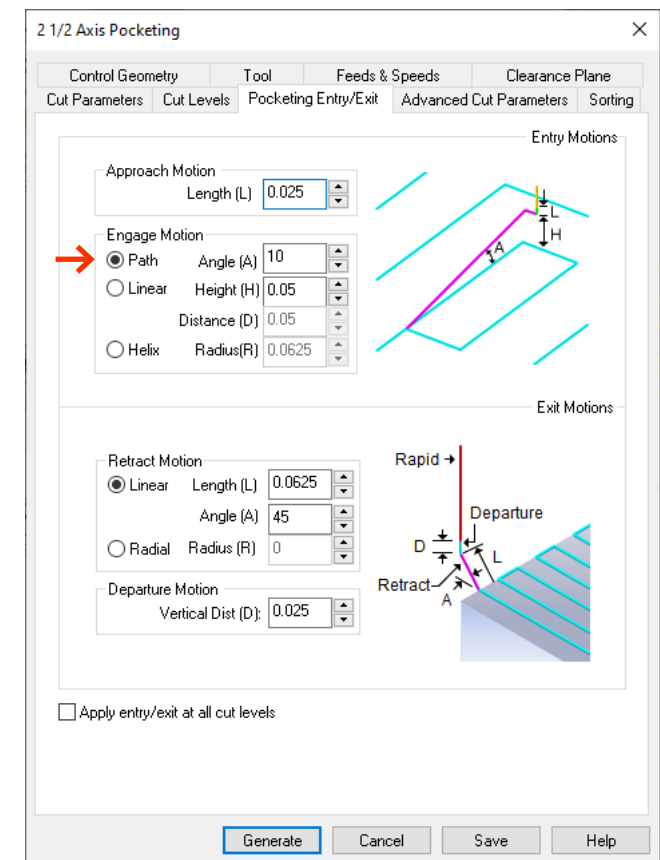 2 1/2 Axis Pocketing
Control Geometry Tool Feeds & Speeds Clearance Plane
Cut Parameters Cut Levels Pocketing Entry/Exit Advanced Cut Parameters Sorting
Entry Motions
Approach Motion
Length (L) 0.025
L
H
A
Engage Motion
Path Angle (A) 10
Linear Height (H) 0.05
Distance (D) 0.05
Helix Radius(R) 0.0625
Exit Motions
Retract Motion
Linear Length (L) 0.0625
Angle (A) 45
Radial Radius (R) 0
Departure Motion
Vertical Dist (D): 0.025
Rapid
Departure
D
L
Retract
A
Apply entry/exit at all cut levels
Generate Cancel Save Help